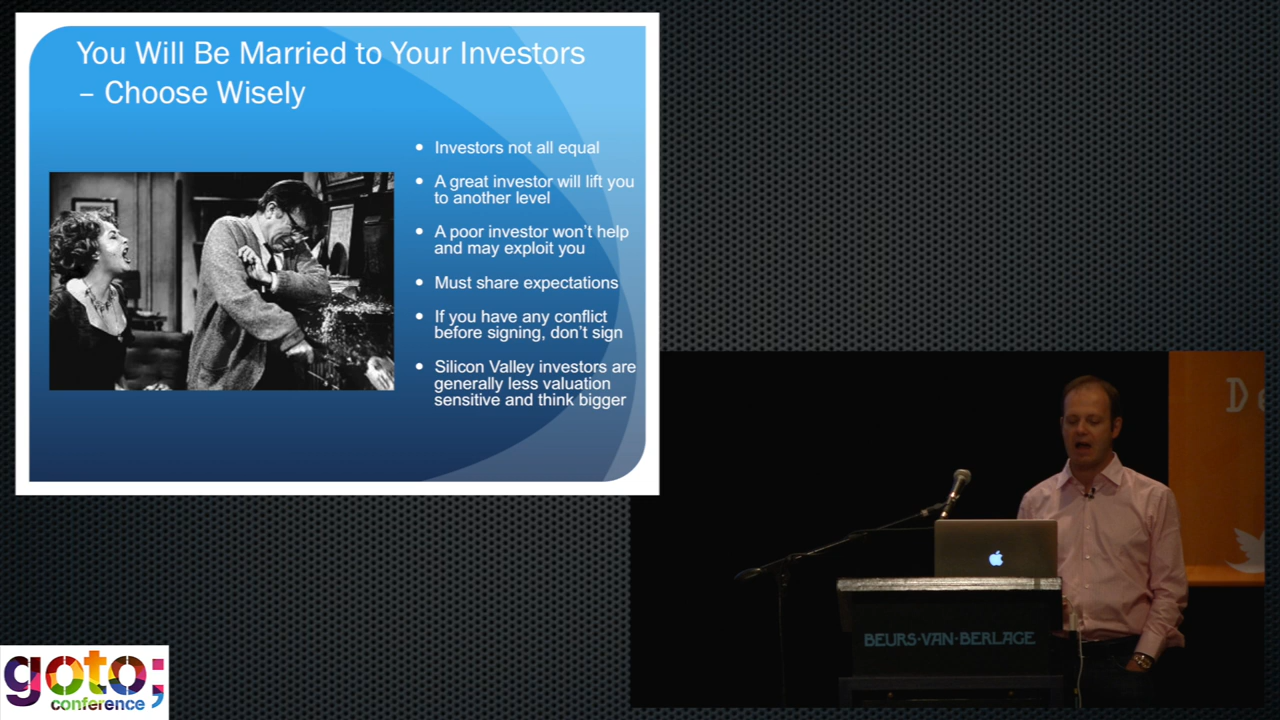 You Will Be Married to Your Investors
– Choose Wisely
Investors not all equal
A great investor will lift you
to another level
A poor investor won't help
and may exploit you
Must share expectations
If you have any conflict
before signing, don't sign
Silicon Valley investors are
generally less valuation
sensitive and think bigger
BEURS·VAN·BERLAGE
goto;
conference